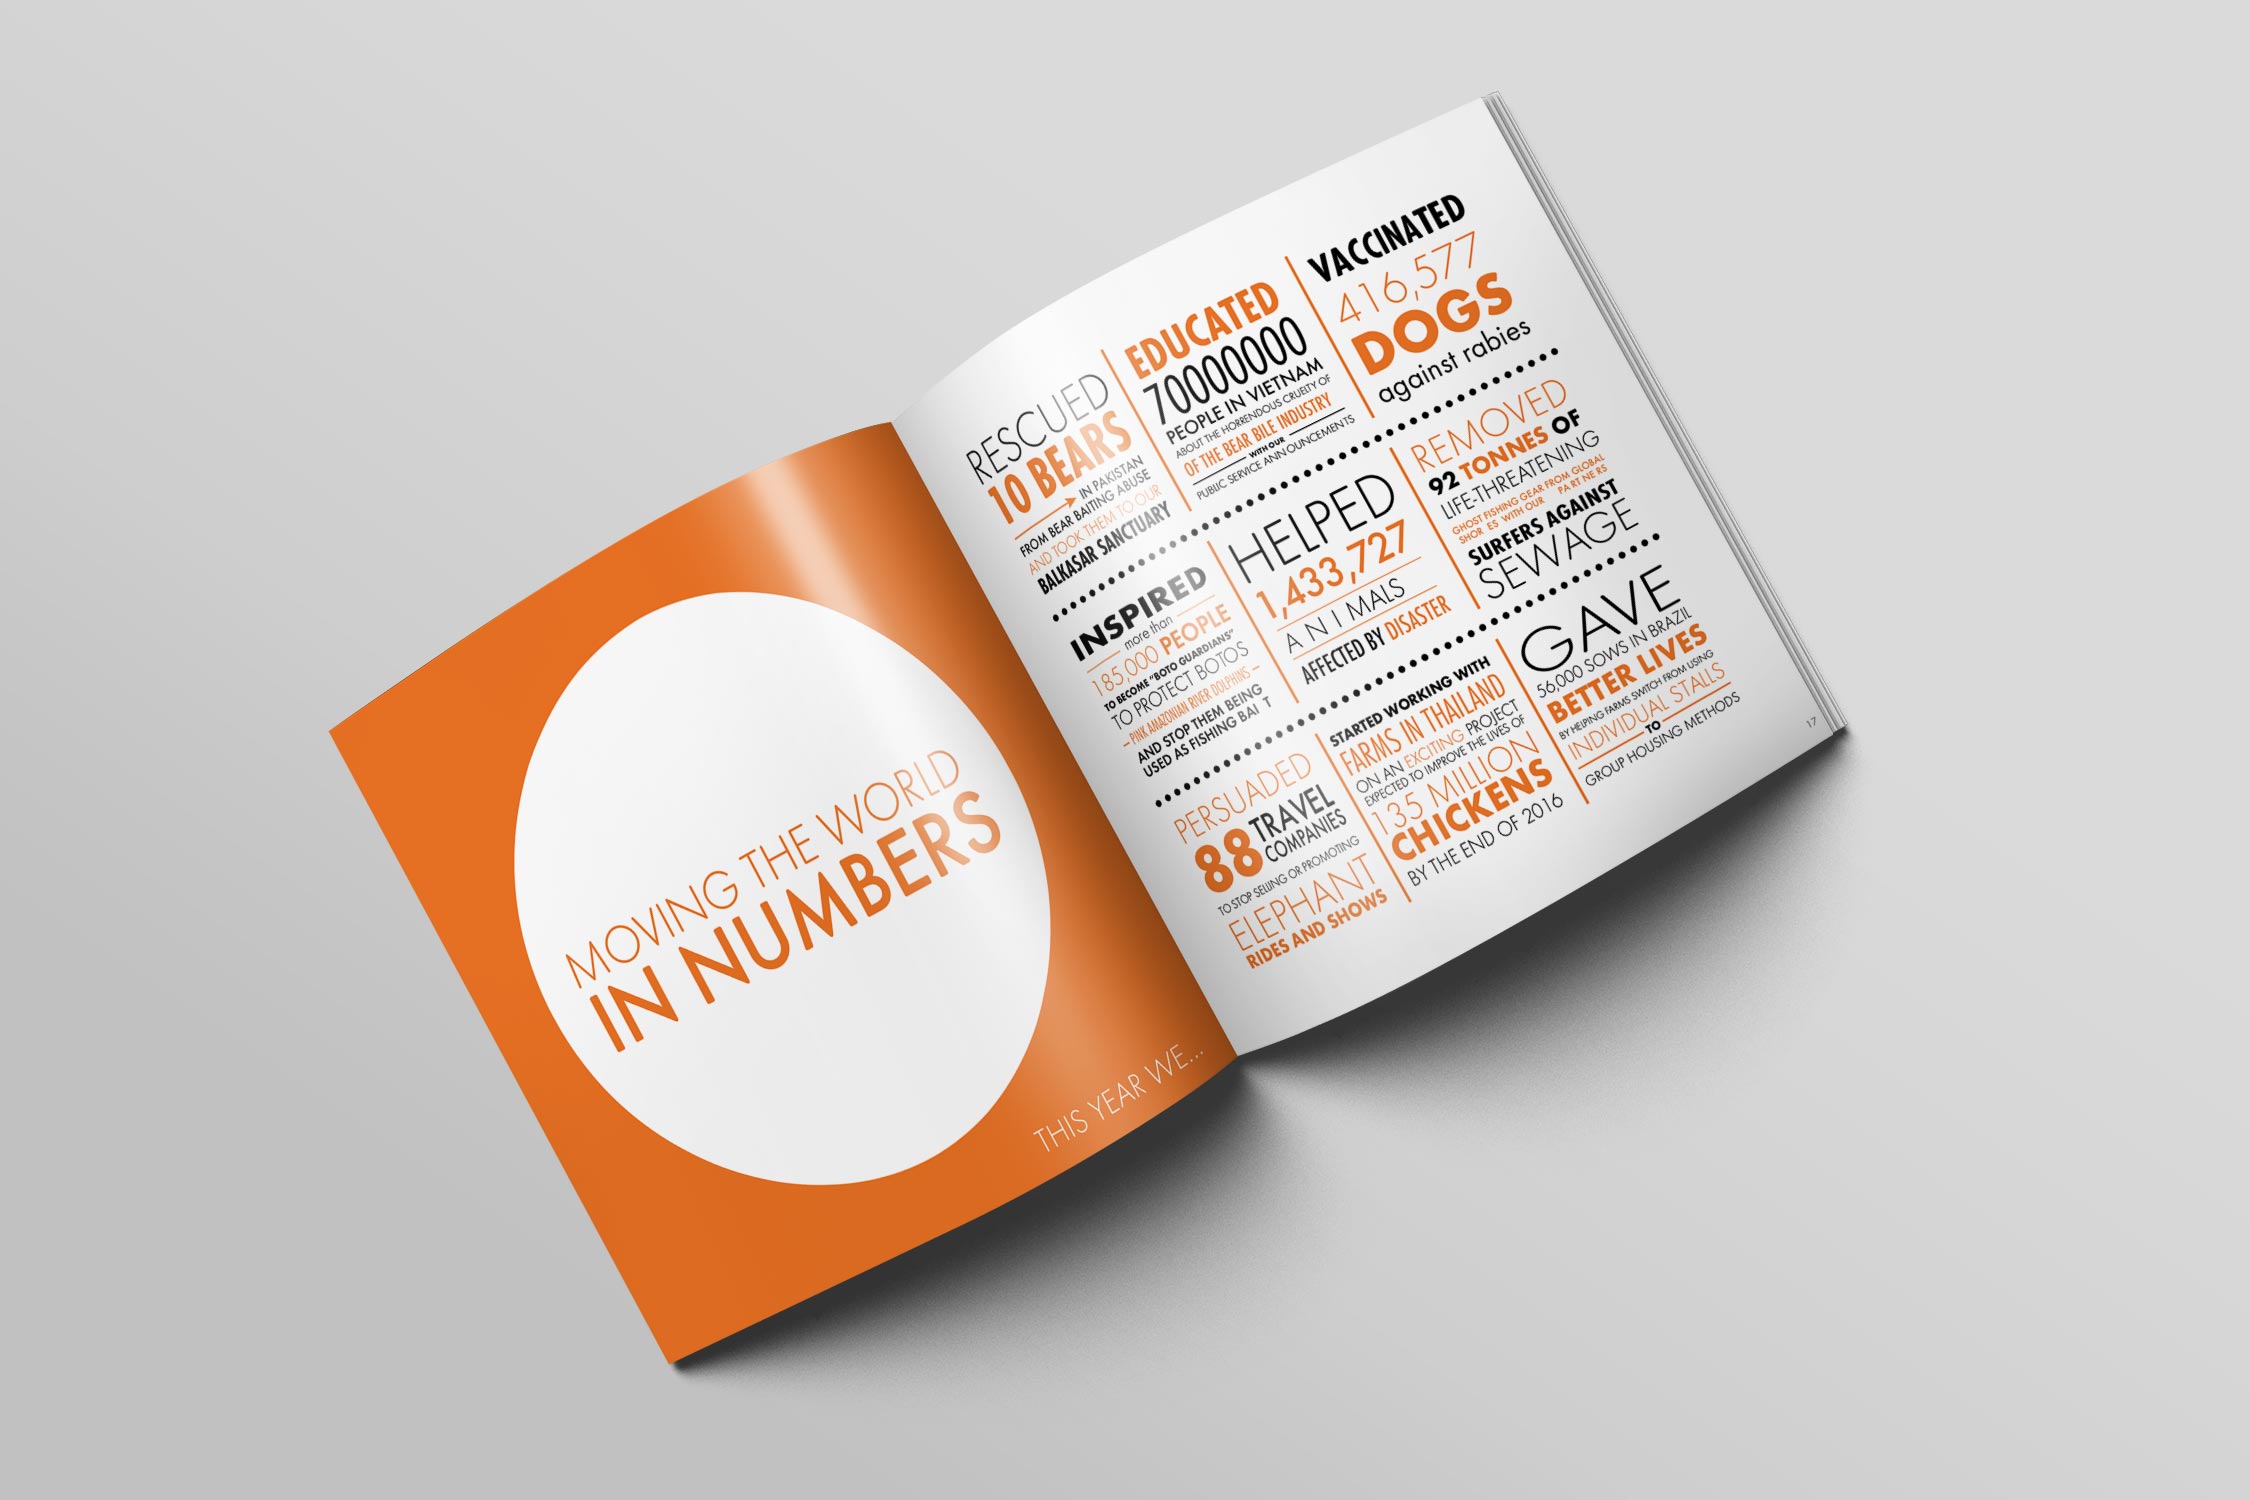 MOVING THE WORLD
IN NUMBERS
THIS YEAR WE...
RESCUED
10 BEARS
IN PAKISTAN
FROM BEAR BAITING ABUSE
AND TOOK THEM TO OUR
BALKASAR SANCTUARY
EDUCATED
70000000
PEOPLE IN VIETNAM
ABOUT THE HORRENDOUS CRUELTY OF
OF THE BEAR BILE INDUSTRY
WITH OUR
PUBLIC SERVICE ANN OUNCEMENTS
VACCINATED
416,577
DOGS
against rabies
INSPIRED
more than
185,000 PEOPLE
TO BECOME "BOTO GUARDIANS"
TO PROTECT BOTOS
– PINK AMAZONIAN RIVER DOLPHINS –
AND STOP THEM BEING
USED AS FISHING BAI T
HELPED
1,433,727
ANIMALS
AFFECTED BY DISASTER
REMOVED
92 TONNES OF
LIFE-THREATENING
GHOST FISHING GEAR FROM GLOBAL
SHOR ES WITH OUR PA RT NE RS
SURFERS AGAINST
SEWAGE
PERSUADED
88 TRAVEL
COMPANIES
TO STOP SELLING OR PROMOTING
ELEPHANT
RIDES AND SHOWS
STARTED WORKING WITH
FARMS IN THAILAND
ON AN EXCITING PROJECT
EXPECTED TO IMPROVE THE LIVES OF
135 MILLION
CHICKENS
BY THE END OF 2016
GAVE
56,000 SOWS IN BRAZIL
BETTER LIVES
BY HELPING FARMS SWITCH FROM USING
INDIVIDUAL STALLS
TO
GROUP HOUSING METHODS
17